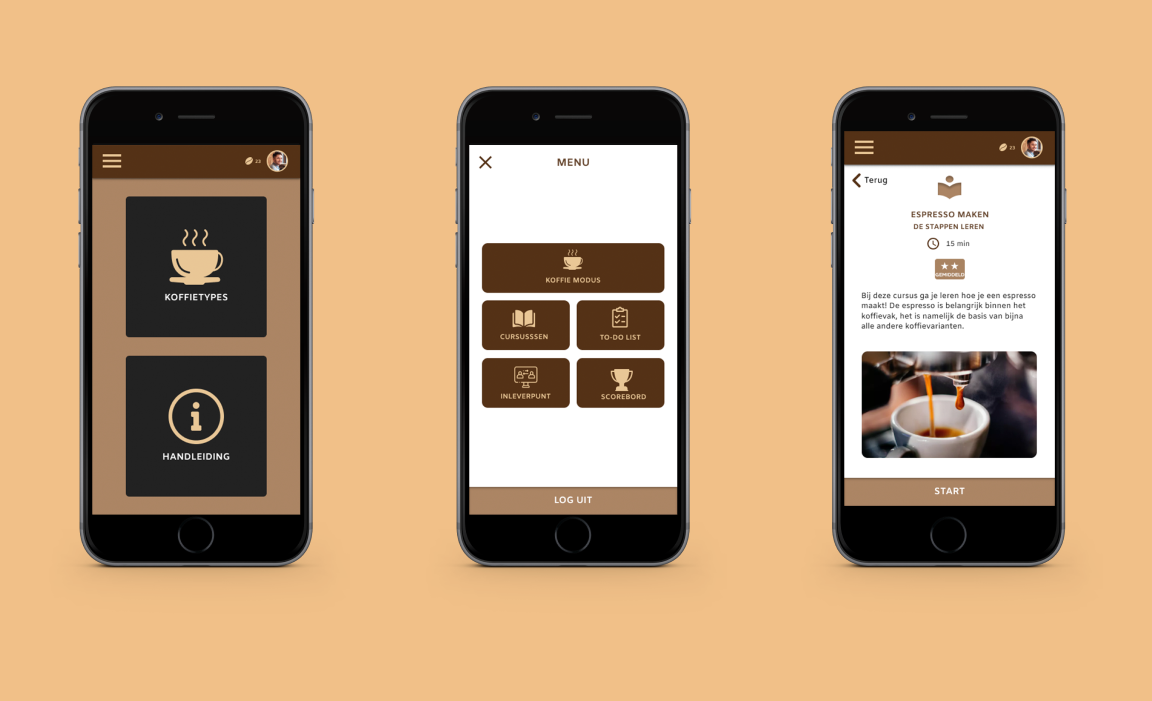 23
KOFFIETYPES
HANDLEIDING
MENU
KOFFIE MODUS
CURSUSSSEN
TO-DO LIST
INLEVERPUNT
SCOREBORD
LOG UIT
23
Terug
ESPRESSO MAKEN
DE STAPPEN LEREN
15 min
GEMIDDELD
Bij deze cursus ga je leren hoe je een espresso
maakt! De espresso is belangrijk binnen het
koffievak, het is namelijk de basis van bijna
alle andere koffievarianten.
START